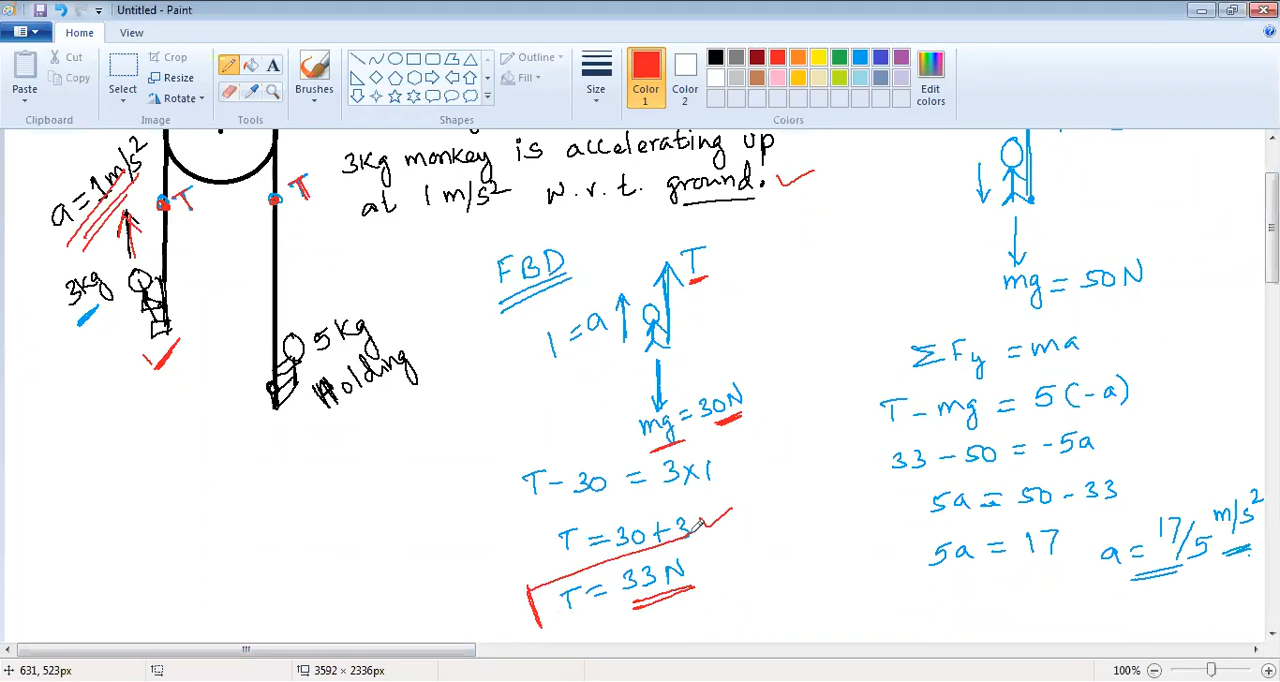 Untitled - Paint
Home
View
Paste
Cut
Copy
Clipboard
Select
Crop
Resize
Rotate
Image
Tools
Brushes
Shapes
Outline
Fill
Size
Color 1
Color 2
Edit colors
Colors
a = 1m/s²
T
T
3kg
5 Kg
Holding
3Kg monkey is accelerating up
at 1 m/s² w.r.t. ground.
FBD
T
1 = a
mg = 30N
T - 30 = 3×1
T = 30 + 3
T = 33 N
mg = 50N
ΣFy = ma
T - mg = 5(-a)
33 - 50 = -5a
5a = 50 - 33
5a = 17
a = 17/5 m/s²
631, 523px
3592 × 2336px
100%